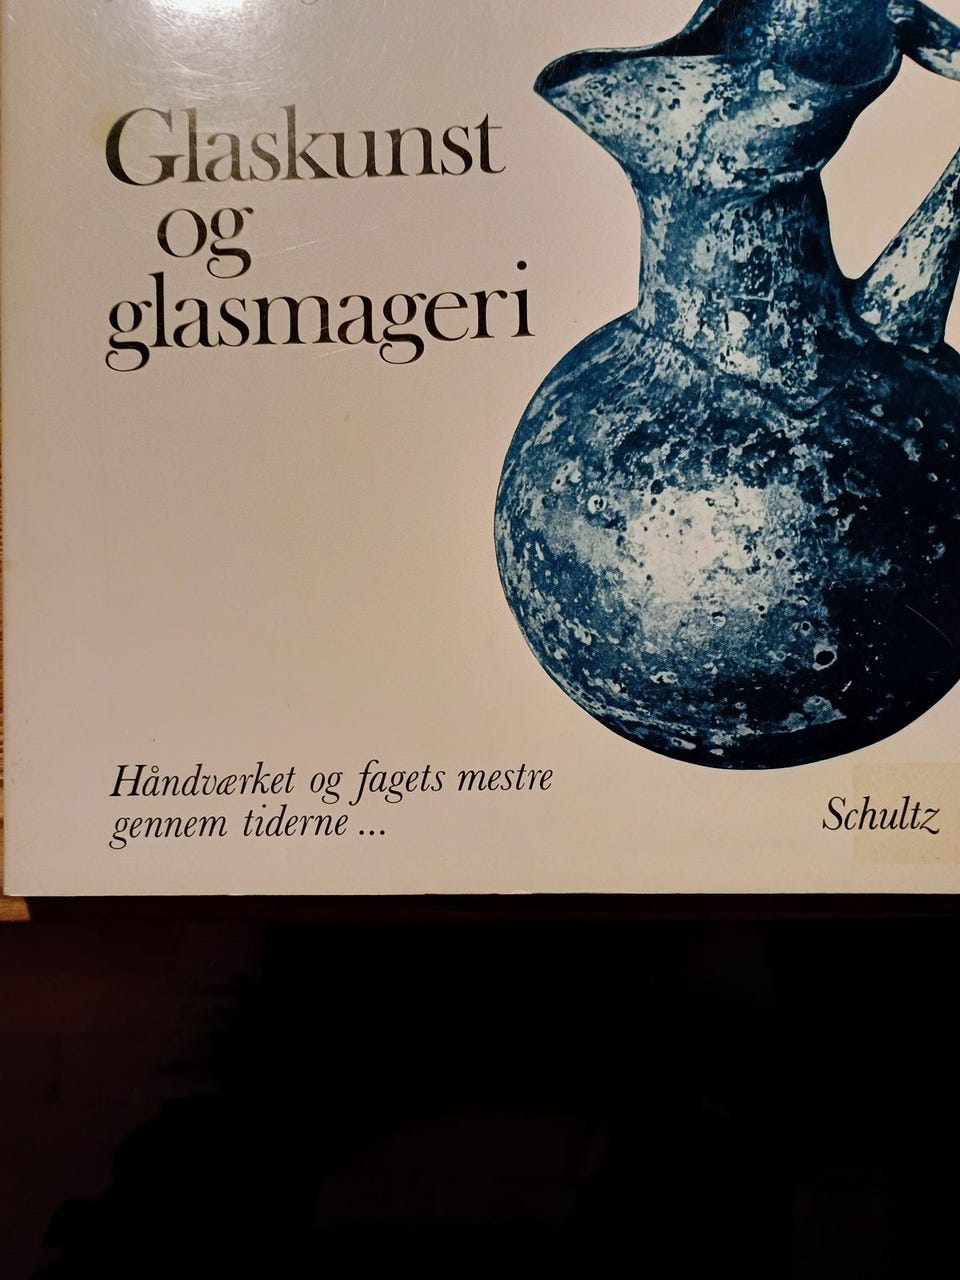 Glaskunst
og
glasmageri
Håndværket og fagets mestre
gennem tiderne ...
Schultz